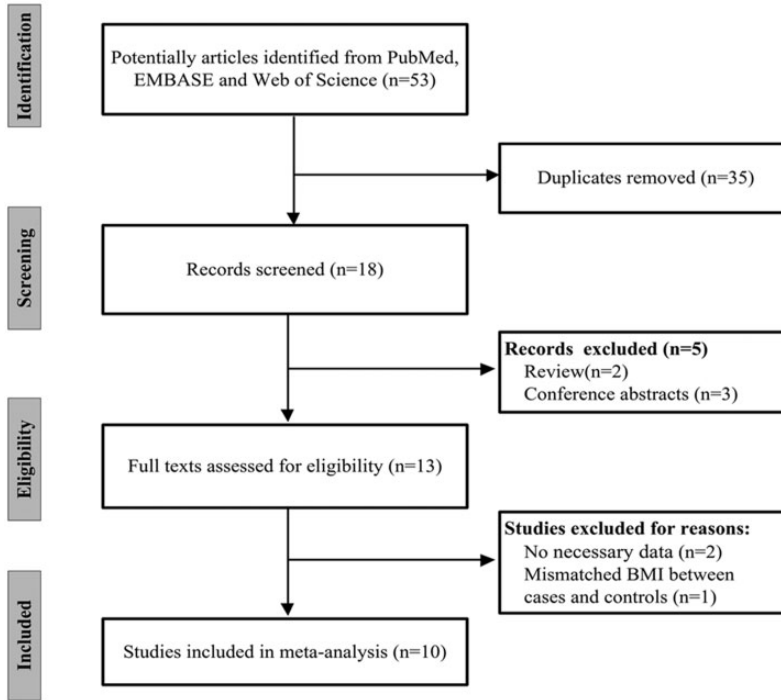 Identification
Potentially articles identified from PubMed,
EMBASE and Web of Science (n=53)
Duplicates removed (n=35)
Screening
Records screened (n=18)
Records excluded (n=5)
Review(n=2)
Conference abstracts (n=3)
Eligibility
Full texts assessed for eligibility (n=13)
Studies excluded for reasons:
No necessary data (n=2)
Mismatched BMI between
cases and controls (n=1)
Included
Studies included in meta-analysis (n=10)